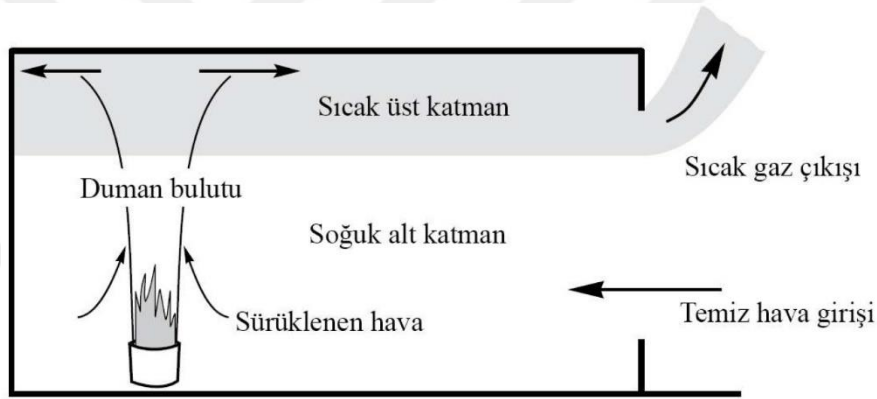 Sıcak üst katman
Sıcak gaz çıkışı
Duman bulutu
Soğuk alt katman
Temiz hava girişi
Sürüklenen hava